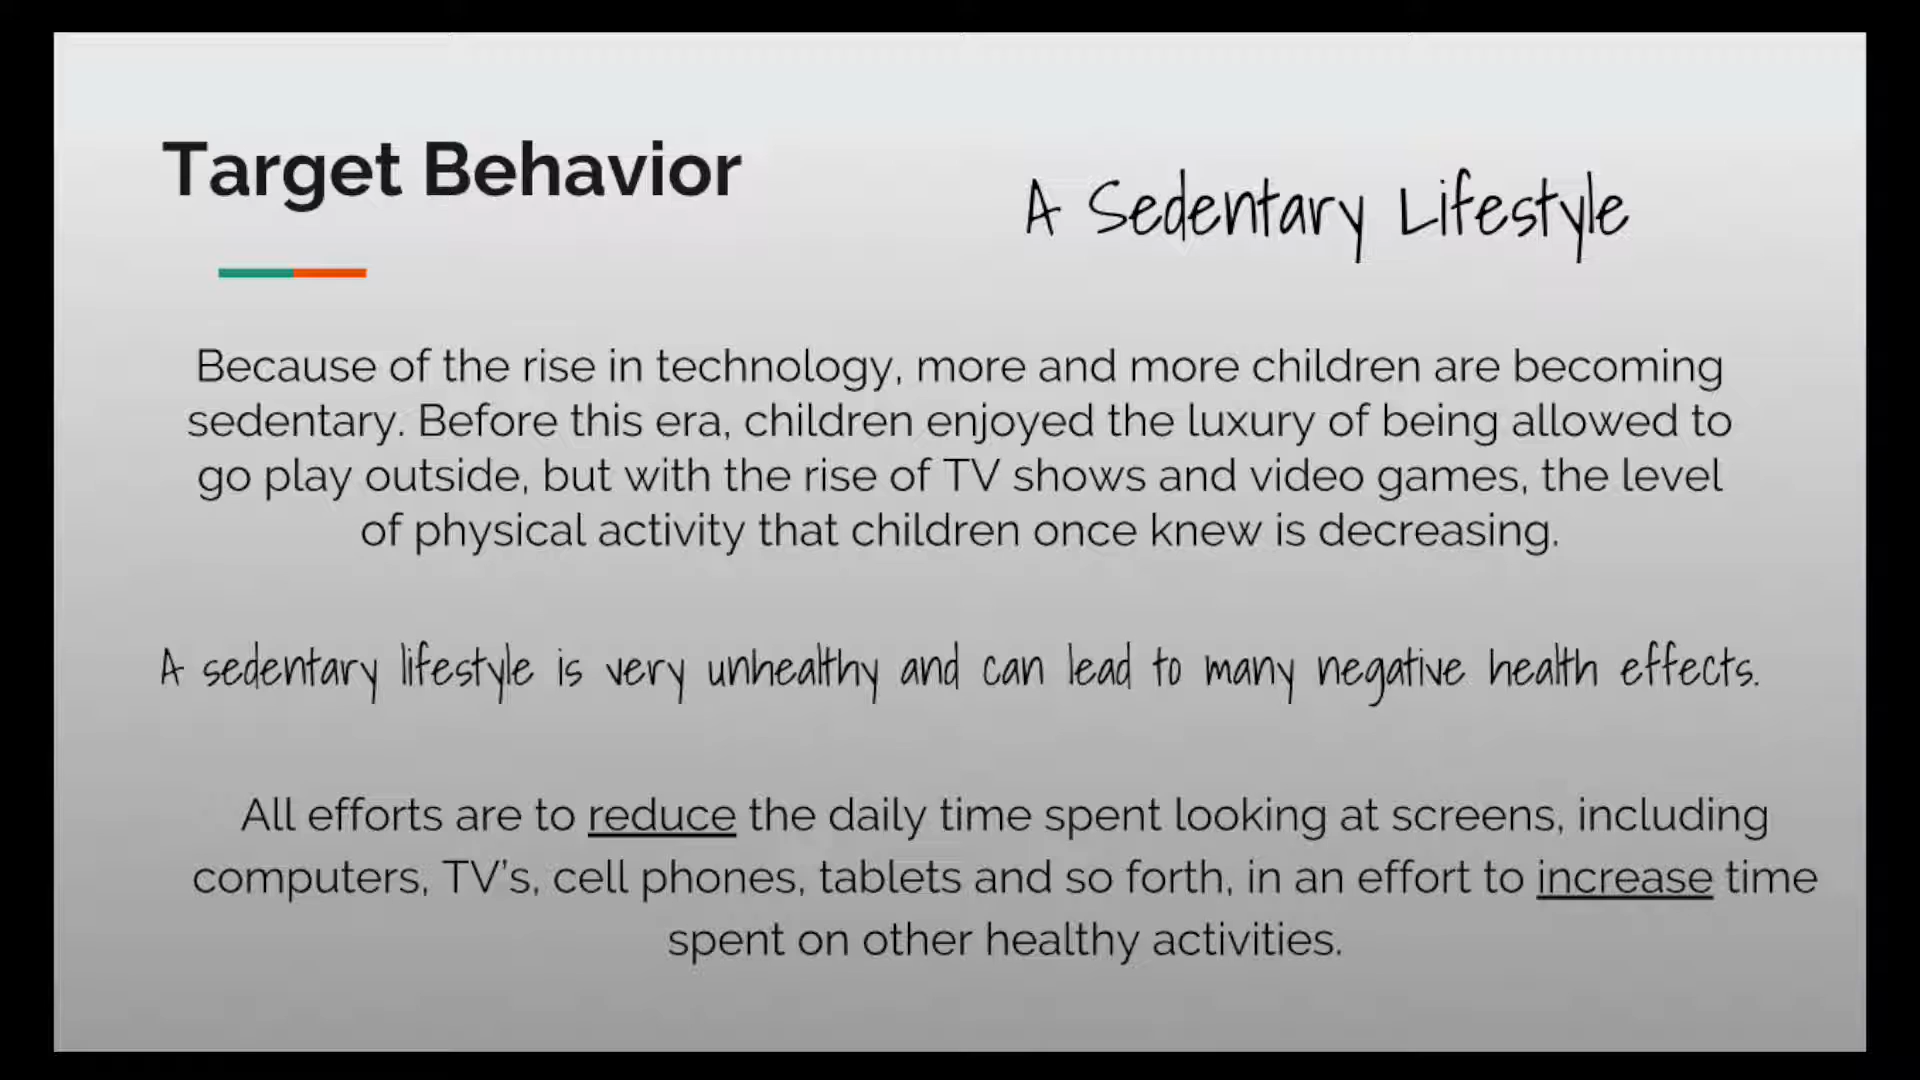 Target Behavior
A Sedentary Lifestyle
Because of the rise in technology, more and more children are becoming
sedentary. Before this era, children enjoyed the luxury of being allowed to
go play outside, but with the rise of TV shows and video games, the level
of physical activity that children once knew is decreasing.
A sedentary lifestyle is very unhealthy and can lead to many negative health effects.
All efforts are to reduce the daily time spent looking at screens, including
computers, TV's, cell phones, tablets and so forth, in an effort to increase time
spent on other healthy activities.